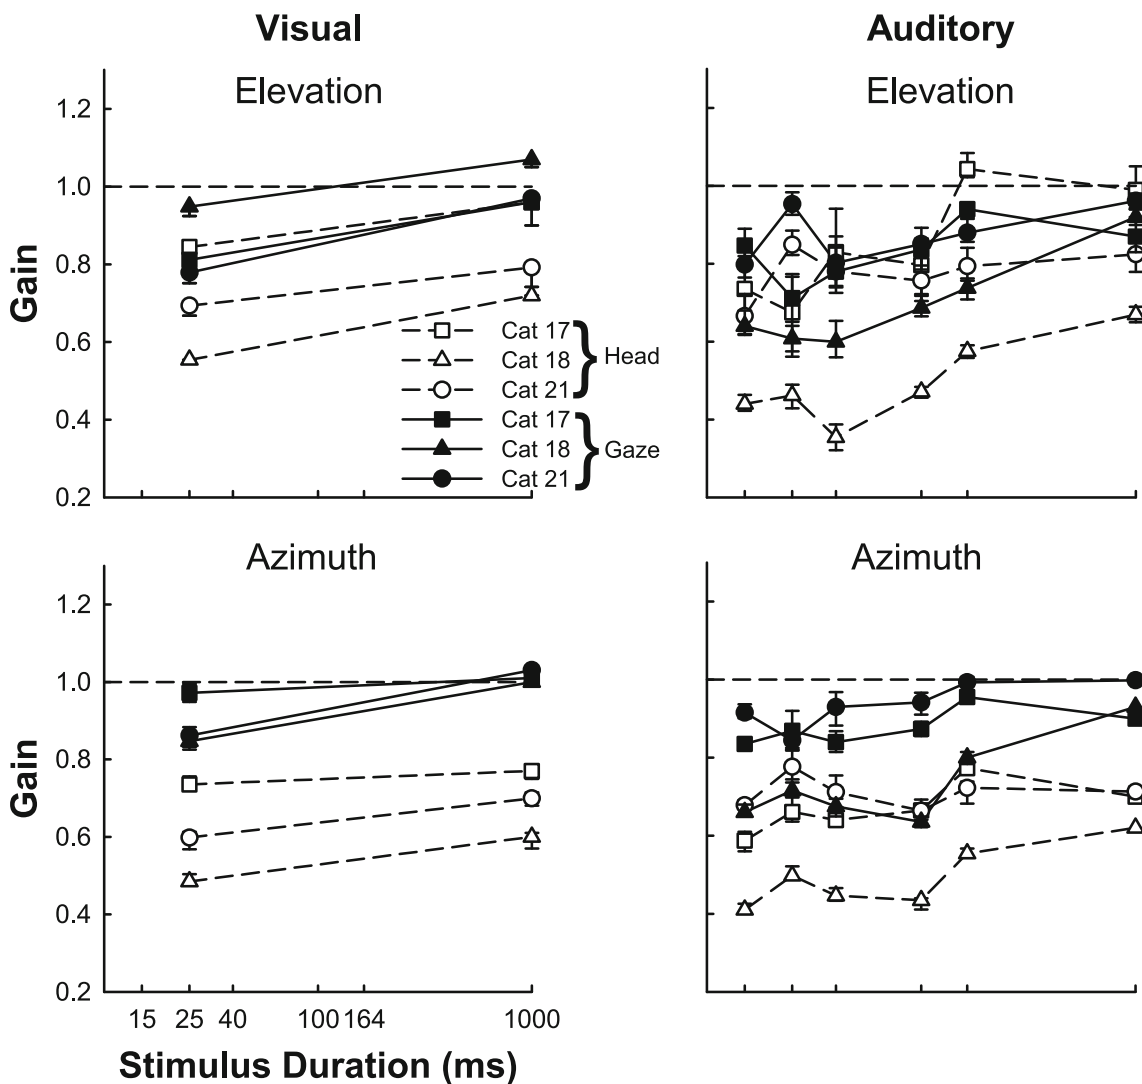 Visual
Auditory
Elevation
Elevation
1.2
1.0
0.8
0.6
0.4
0.2
Gain
Cat 17
Cat 18
Cat 21
Head
Cat 17
Cat 18
Cat 21
Gaze
Azimuth
Azimuth
1.2
1.0
0.8
0.6
0.4
0.2
Gain
15 25 40 100 164 1000
Stimulus Duration (ms)